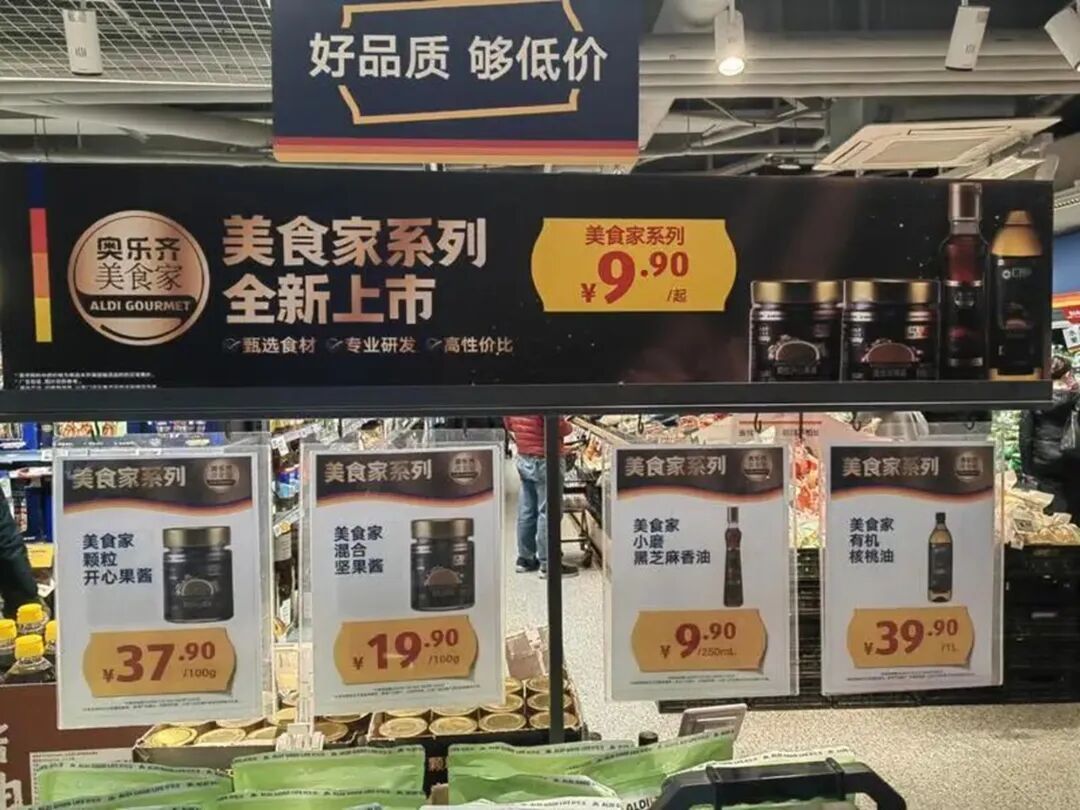 好品质 够低价
奥乐齐
美食家
ALDI GOURMET
美食家系列
全新上市
甄选食材 专业研发 高性价比
美食家系列
¥9.90
/起
美食家系列
美食家
颗粒
开心果酱
¥37.90
/100g
美食家系列
美食家
混合
坚果酱
¥19.90
/100g
美食家系列
美食家
小磨
黑芝麻香油
¥9.90
/250mL
美食家系列
美食家
有机
核桃油
¥39.90
/1L
ALDI